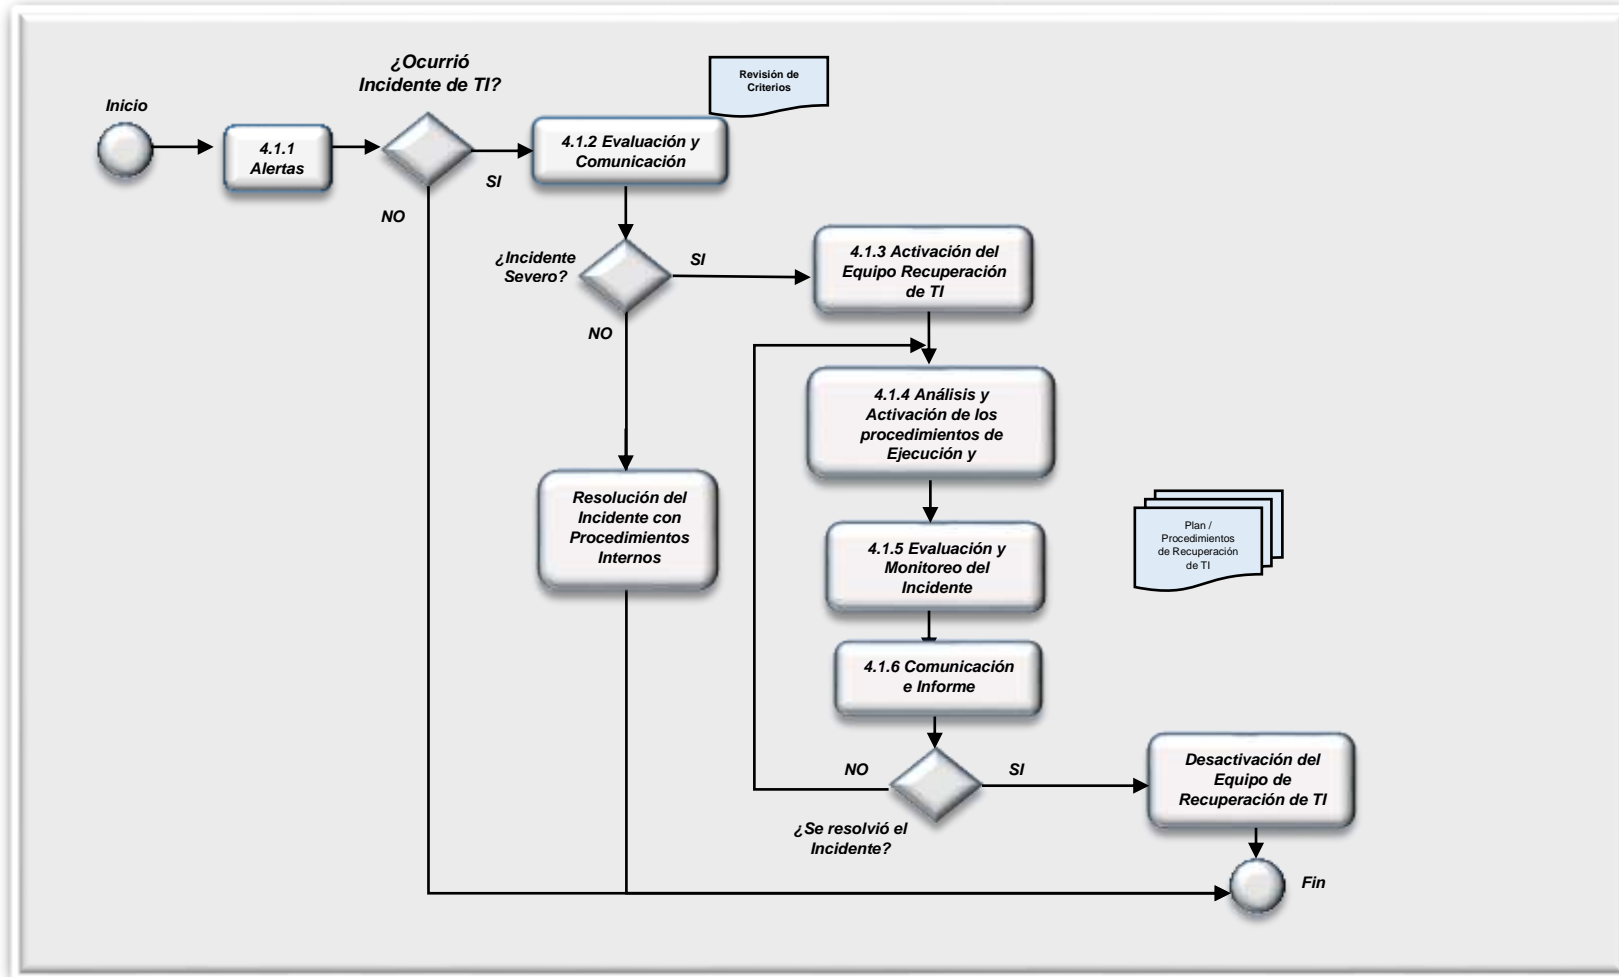 ¿Ocurrió
Incidente de TI?
Revisión de
Criterios
Inicio
4.1.1
Alertas
4.1.2 Evaluación y
Comunicación
SI
NO
¿Incidente
Severo?
SI
NO
4.1.3 Activación del
Equipo Recuperación
de TI
4.1.4 Análisis y
Activación de los
procedimientos de
Ejecución y
Resolución del
Incidente con
Procedimientos
Internos
4.1.5 Evaluación y
Monitoreo del
Incidente
Plan /
Procedimientos
de Recuperación
de TI
4.1.6 Comunicación
e Informe
NO
SI
¿Se resolvió el
Incidente?
Desactivación del
Equipo de
Recuperación de TI
Fin